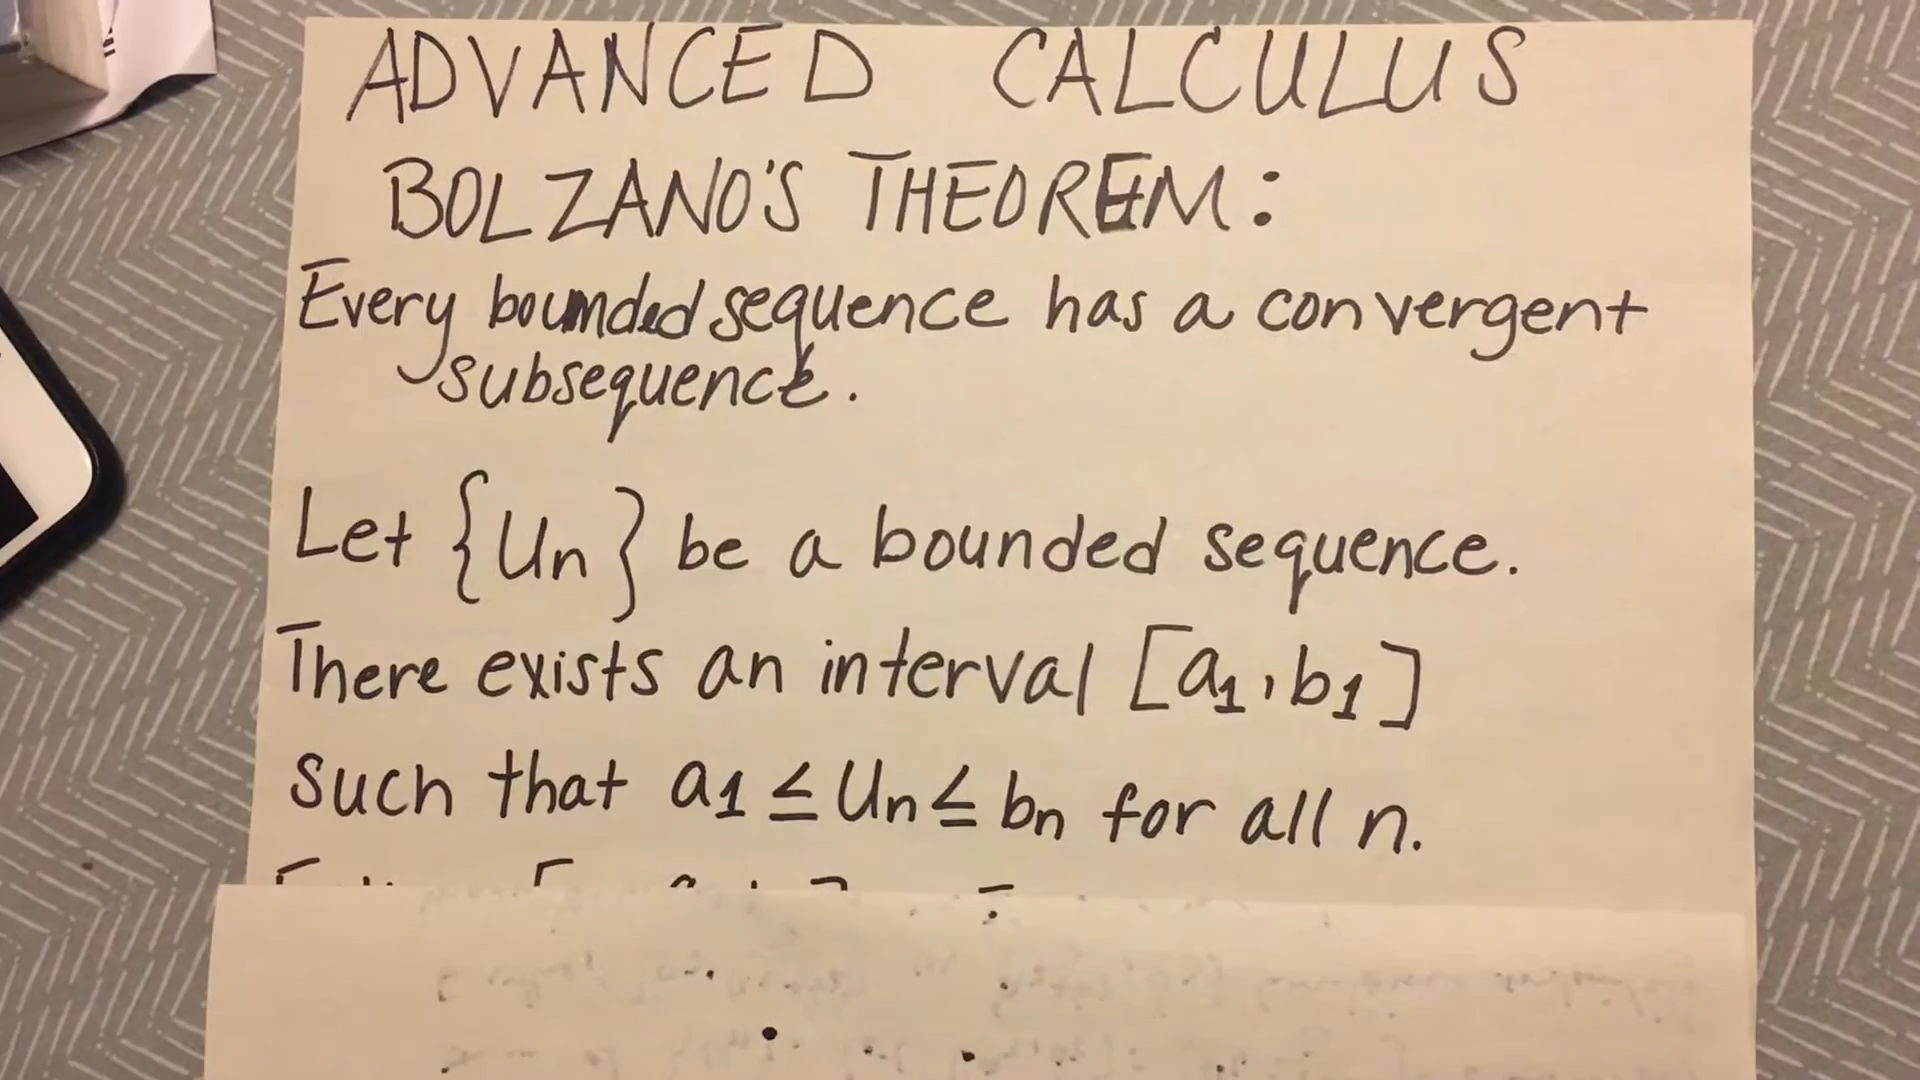 ADVANCED CALCULUS
BOLZANO'S THEOREM:
Every bounded sequence has a convergent
subsequence.
Let {Un} be a bounded sequence.
There exists an interval [a1, b1]
such that a1 ≤ Un ≤ bn for all n.